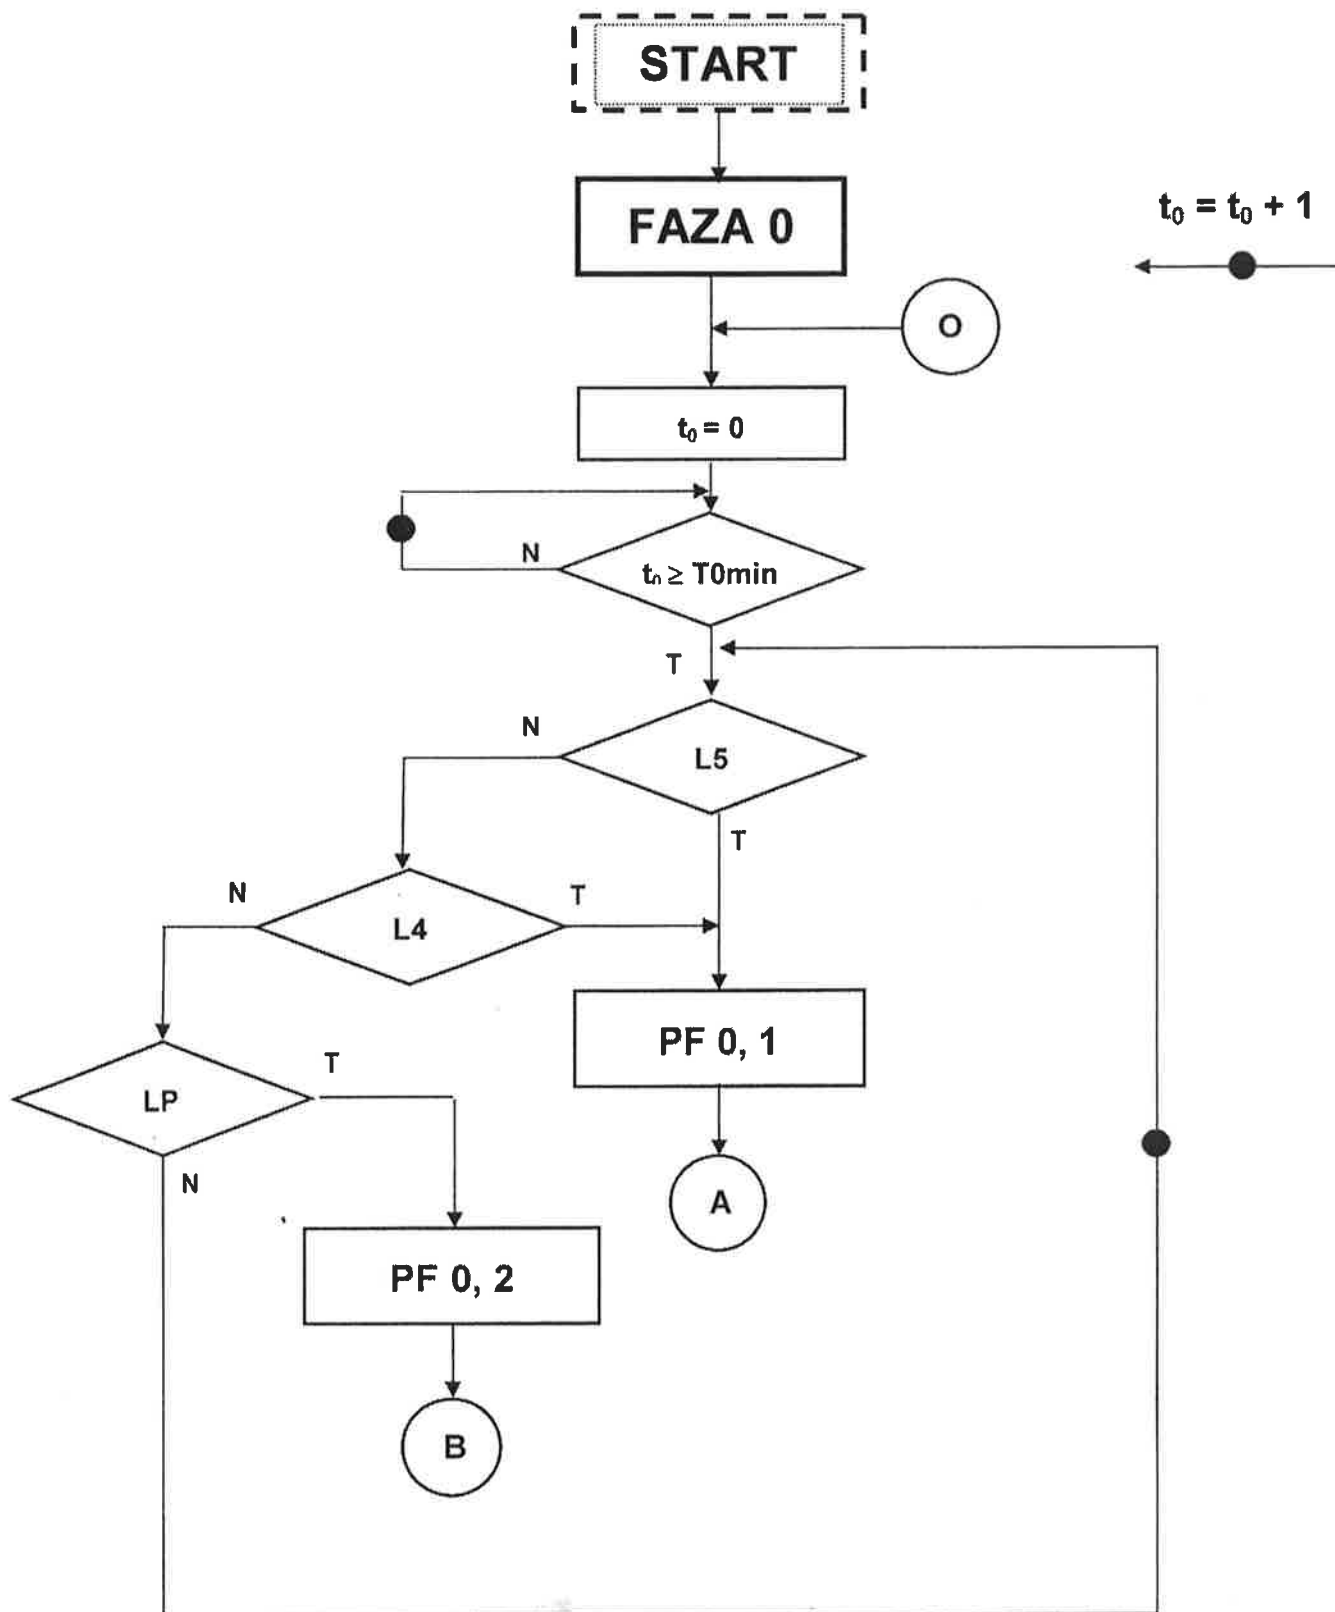 START
FAZA 0
t₀ = t₀ + 1
O
t₀ = 0
N
t₀ ≥ T0min
T
N
L5
T
N
L4
T
PF 0, 1
LP
T
N
A
PF 0, 2
B